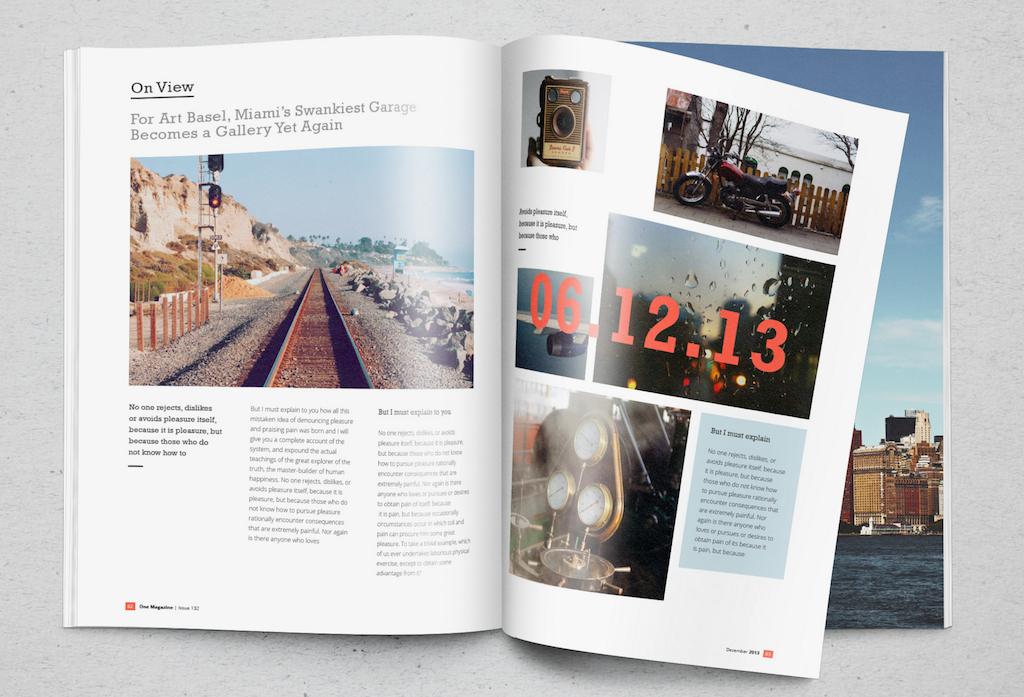 On View
For Art Basel, Miami's Swankiest Garage
Becomes a Gallery Yet Again
No one rejects, dislikes
or avoids pleasure itself,
because it is pleasure, but
because those who do
not know how to
But I must explain to you how all this
mistaken idea of denouncing pleasure
and praising pain was born and I will
give you a complete account of the
system, and expound the actual
teachings of the great explorer of the
truth, the master-builder of human
happiness. No one rejects, dislikes, or
avoids pleasure itself, because it is
pleasure, but because those who do
not know how to pursue pleasure
rationally encounter consequences
that are extremely painful. Nor again
is there anyone who loves
But I must explain to you
No one rejects, dislikes, or avoids
pleasure itself, because it is pleasure,
but because those who do not know
how to pursue pleasure rationally
encounter consequences that are
extremely painful. Nor again is there
anyone who loves or pursues or desires
to obtain pain of itself, because
it is pain, but because occasionally
circumstances occur in which toil and
pain can procure him some great
pleasure. To take a trivial example, which
of us ever undertakes laborious physical
exercise, except to obtain some
advantage from it?
62 One Magazine | Issue 132
Avoids pleasure itself,
because it is pleasure, but
because those who
06.12.13
But I must explain
No one rejects, dislikes, or
avoids pleasure itself, because
it is pleasure, but because
those who do not know how
to pursue pleasure rationally
encounter consequences that
are extremely painful. Nor
again is there anyone who
loves or pursues or desires to
obtain pain of its because it
is pain, but because
December 2013